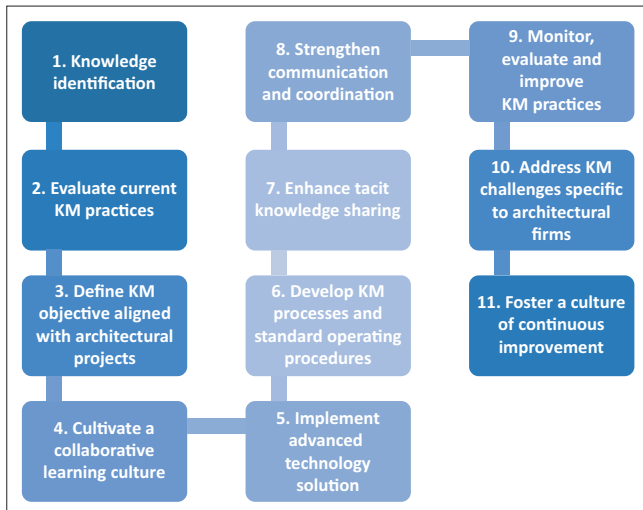 1. Knowledge
identification
2. Evaluate current
KM practices
3. Define KM
objective aligned
with architectural
projects
4. Cultivate a
collaborative
learning culture
5. Implement
advanced
technology
solution
6. Develop KM
processes and
standard operating
procedures
7. Enhance tacit
knowledge sharing
8. Strengthen
communication
and coordination
9. Monitor,
evaluate and
improve
KM practices
10. Address KM
challenges specific
to architectural
firms
11. Foster a culture
of continuous
improvement